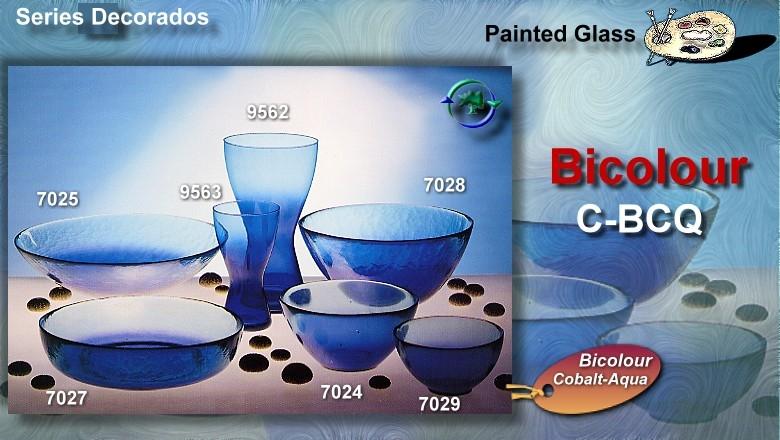 Series Decorados
Painted Glass
9562
7025
9563
7028
Bicolour
C-BCQ
Bicolour
Cobalt-Aqua
7027
7024
7029